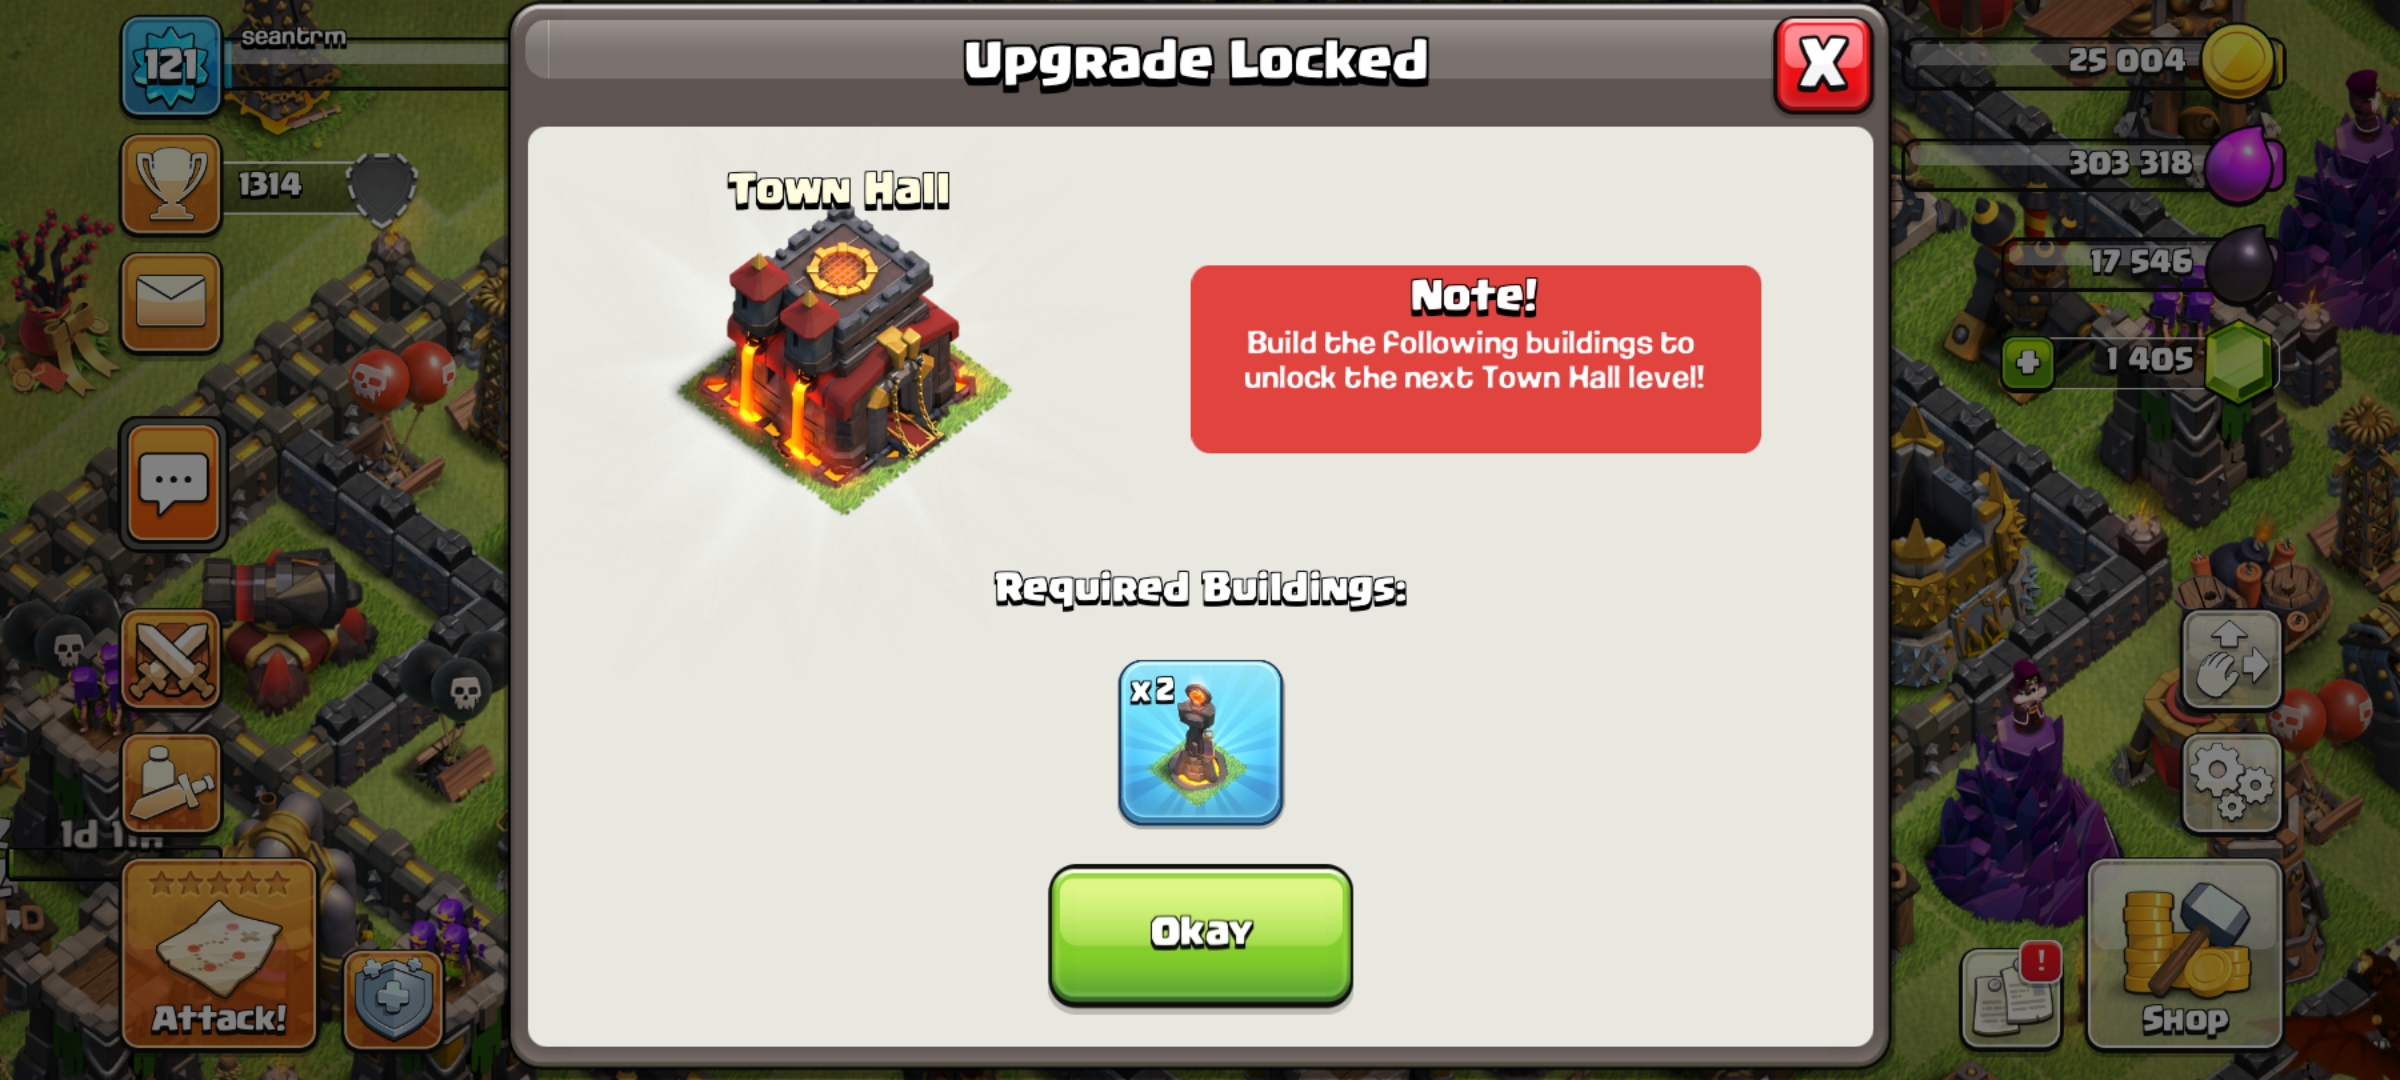 121
seantrm
1314
Upgrade Locked
X
25 004
303 318
17 546
1 405
Town Hall
Note!
Build the following buildings to
unlock the next Town Hall level!
Required Buildings:
x2
Okay
1d
Attack!
!
Shop